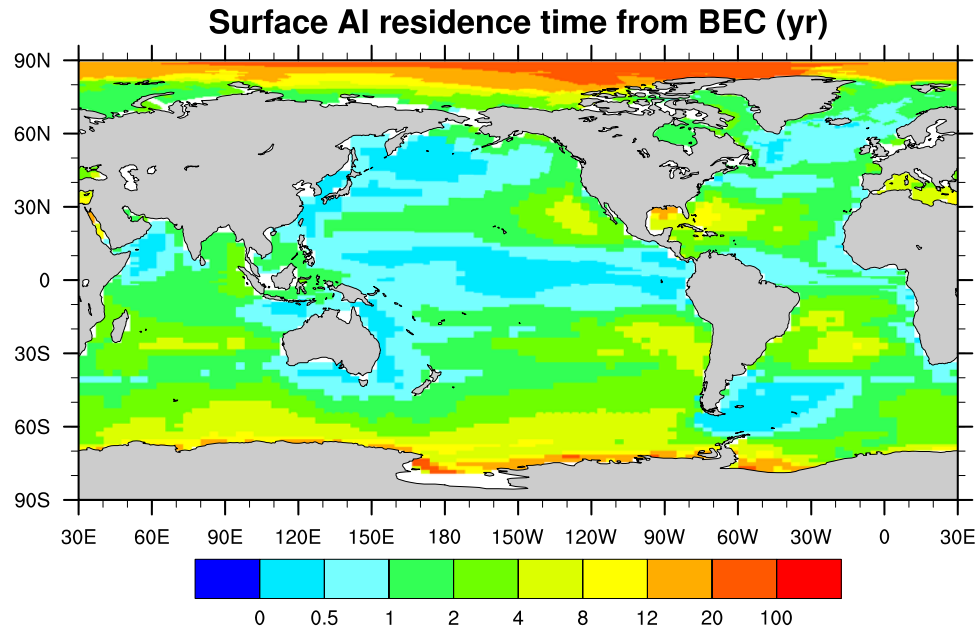 Surface Al residence time from BEC (yr)
90N
60N
30N
0
30S
60S
90S
30E 60E 90E 120E 150E 180 150W 120W 90W 60W 30W 0 30E
0 0.5 1 2 4 8 12 20 100